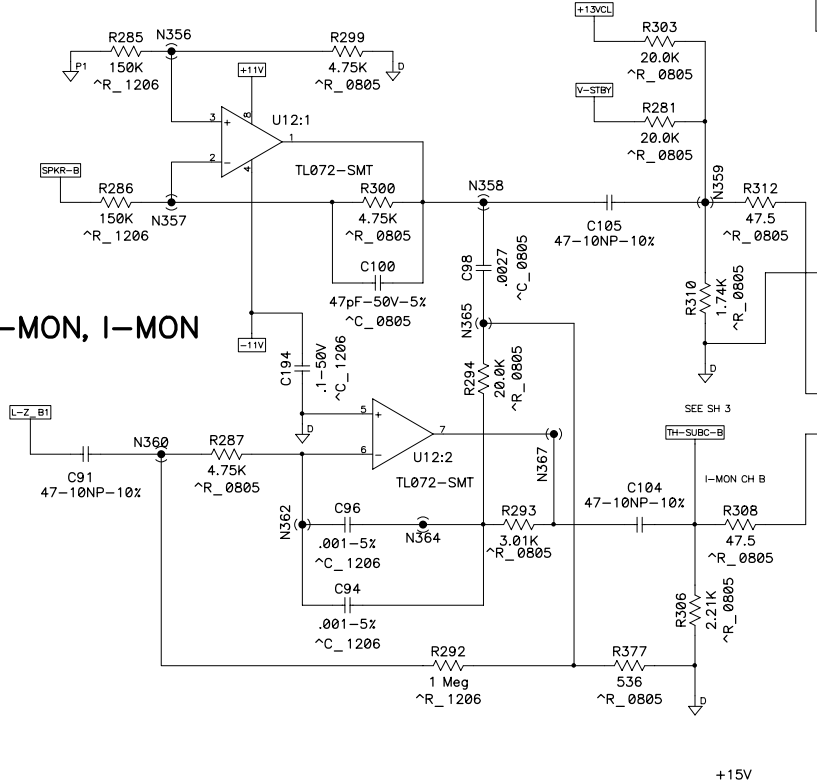 +13VCL
R303
20.0K
^R_0805
R285
N356
R299
150K
^R_1206
P1
4.75K
^R_0805
D
+11V
V-STBY
R281
20.0K
^R_0805
3
+
8
U12:1
1
2
−
4
TL072-SMT
SPKR-B
R286
150K
^R_1206
N357
R300
4.75K
^R_0805
N358
C105
47-10NP-10%
N359
R312
47.5
^R_0805
C100
47pF-50V-5%
^C_0805
C98
.0027
^C_0805
R310
1.74K
^R_0805
D
-MON, I-MON
-11V
N365
C194
.1-50V
^C_1206
D
R294
20.0K
^R_0805
SEE SH 3
TH-SUBC-B
L-Z_B1
C91
47-10NP-10%
N360
R287
4.75K
^R_0805
5
+
6
−
7
U12:2
TL072-SMT
N367
I-MON CH B
C104
47-10NP-10%
R308
47.5
^R_0805
N362
C96
.001-5%
^C_1206
N364
R293
3.01K
^R_0805
C94
.001-5%
^C_1206
R306
2.21K
^R_0805
R292
1 Meg
^R_1206
R377
536
^R_0805
D
+15V